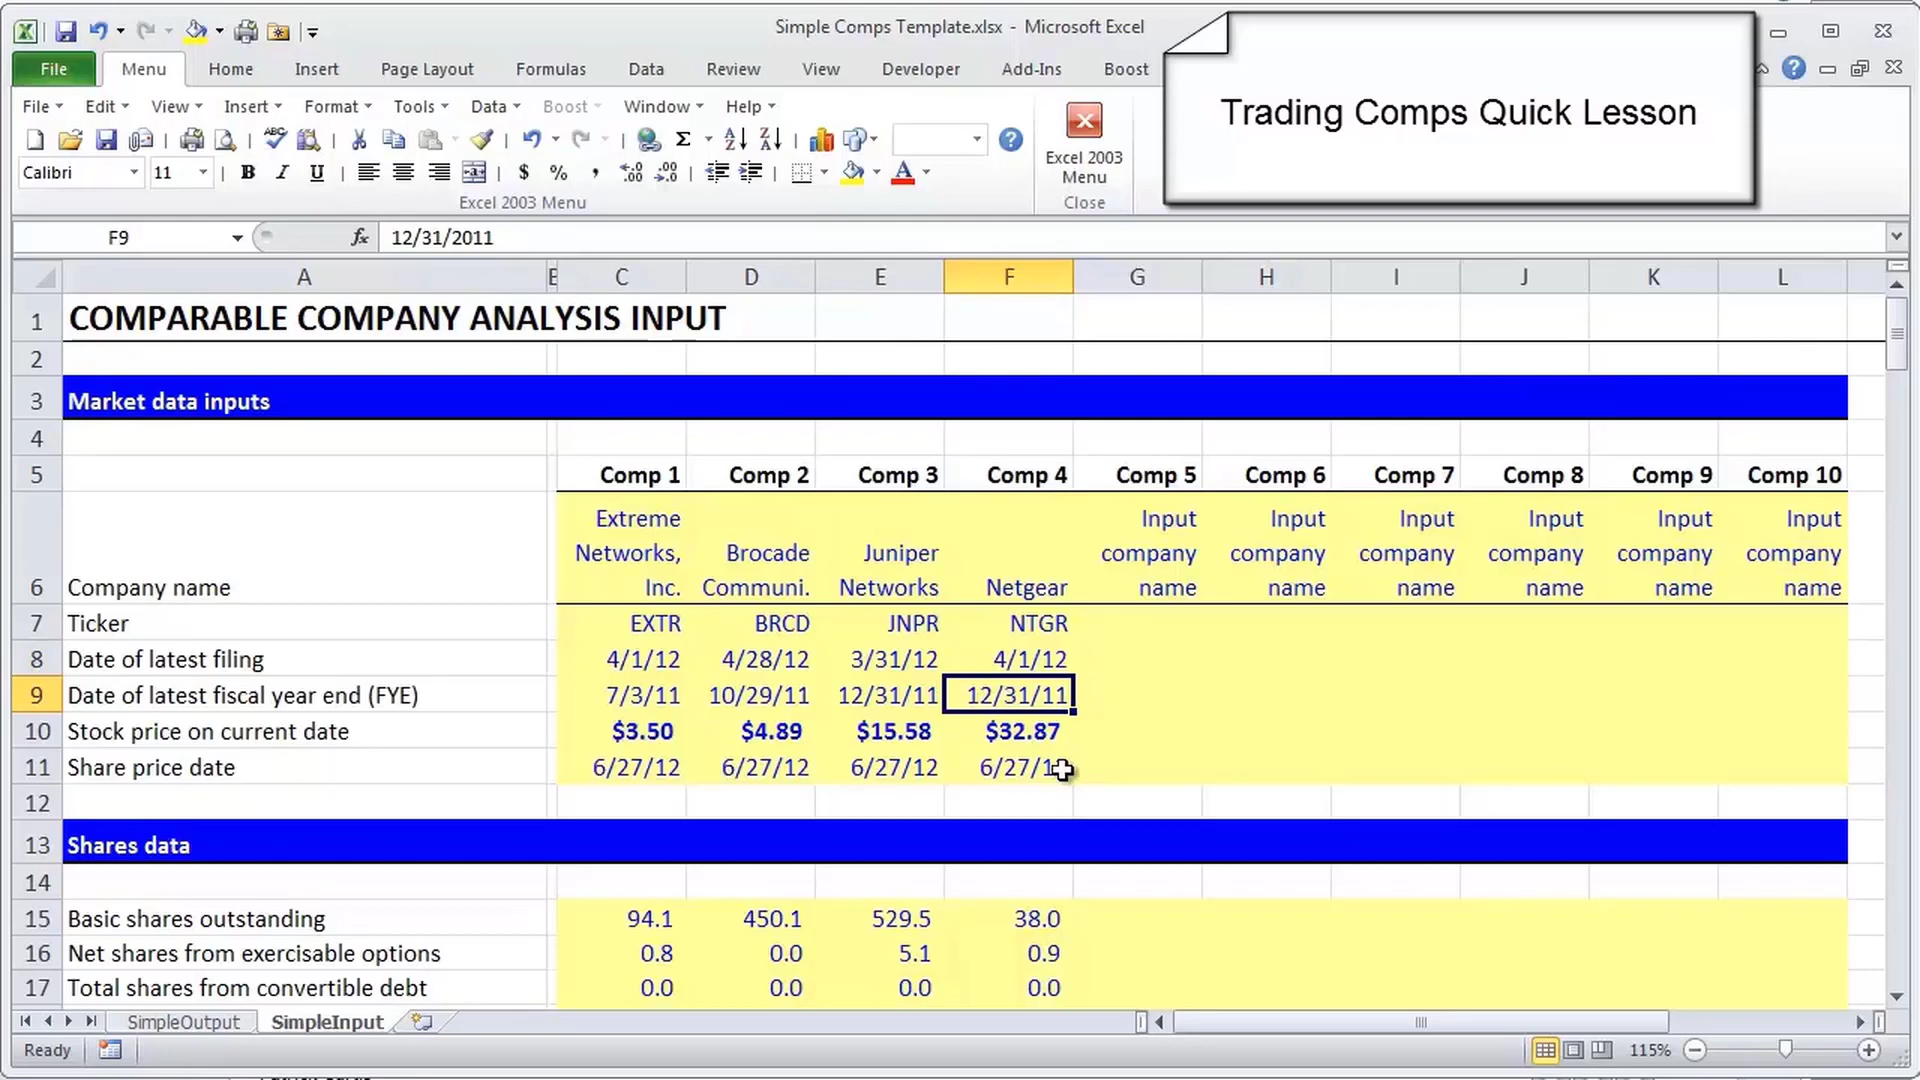 Simple Comps Template.xlsx - Microsoft Excel
Trading Comps Quick Lesson
File Menu Home Insert Page Layout Formulas Data Review View Developer Add-Ins Boost
File Edit View Insert Format Tools Data Boost Window Help
Calibri 11
Excel 2003 Menu
Excel 2003
Menu
Close
F9 fx 12/31/2011
A C D E F G H I J K L
1 COMPARABLE COMPANY ANALYSIS INPUT
2
3 Market data inputs
4
5 Comp 1 Comp 2 Comp 3 Comp 4 Comp 5 Comp 6 Comp 7 Comp 8 Comp 9 Comp 10
Extreme Input Input Input Input Input Input
Networks, Brocade Juniper company company company company company company
6 Company name Inc. Communi. Networks Netgear name name name name name name
7 Ticker EXTR BRCD JNPR NTGR
8 Date of latest filing 4/1/12 4/28/12 3/31/12 4/1/12
9 Date of latest fiscal year end (FYE) 7/3/11 10/29/11 12/31/11 12/31/11
10 Stock price on current date $3.50 $4.89 $15.58 $32.87
11 Share price date 6/27/12 6/27/12 6/27/12 6/27/1
12
13 Shares data
14
15 Basic shares outstanding 94.1 450.1 529.5 38.0
16 Net shares from exercisable options 0.8 0.0 5.1 0.9
17 Total shares from convertible debt 0.0 0.0 0.0 0.0
SimpleOutput SimpleInput
Ready 115%